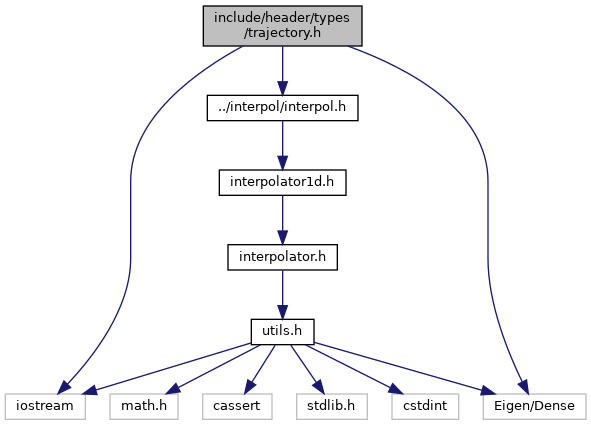 include/header/types
/trajectory.h
../interpol/interpol.h
interpolator1d.h
interpolator.h
utils.h
iostream
math.h
cassert
stdlib.h
cstdint
Eigen/Dense